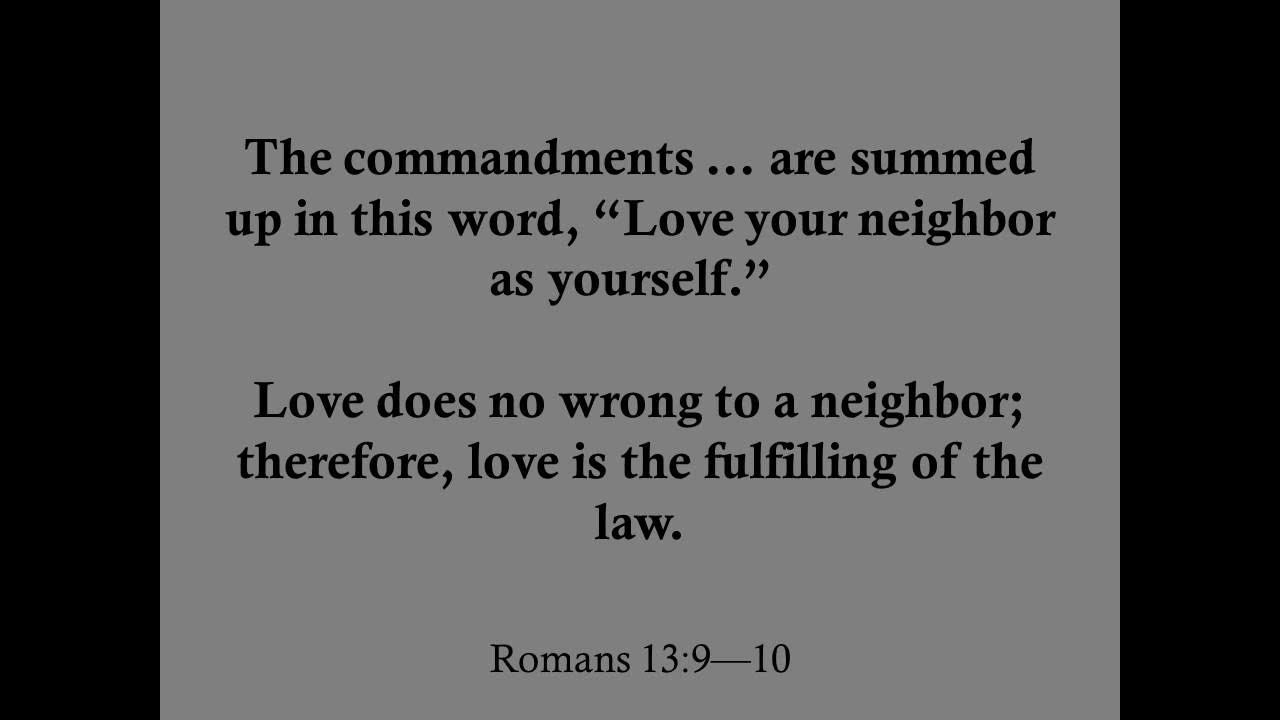 The commandments … are summed
up in this word, “Love your neighbor
as yourself.”
Love does no wrong to a neighbor;
therefore, love is the fulfilling of the
law.
Romans 13:9—10